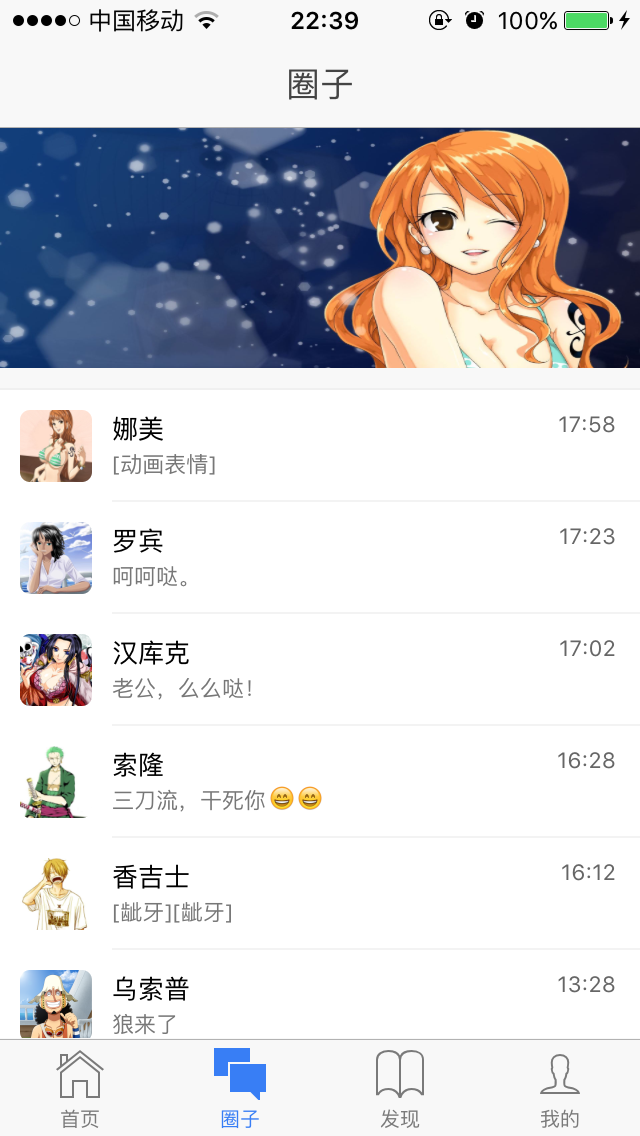 中国移动 22:39 100%
圈子
娜美 17:58
[动画表情]
罗宾 17:23
呵呵哒。
汉库克 17:02
老公，么么哒！
索隆 16:28
三刀流，干死你😄😄
香吉士 16:12
[龇牙][龇牙]
乌索普 13:28
狼来了
首页 圈子 发现 我的